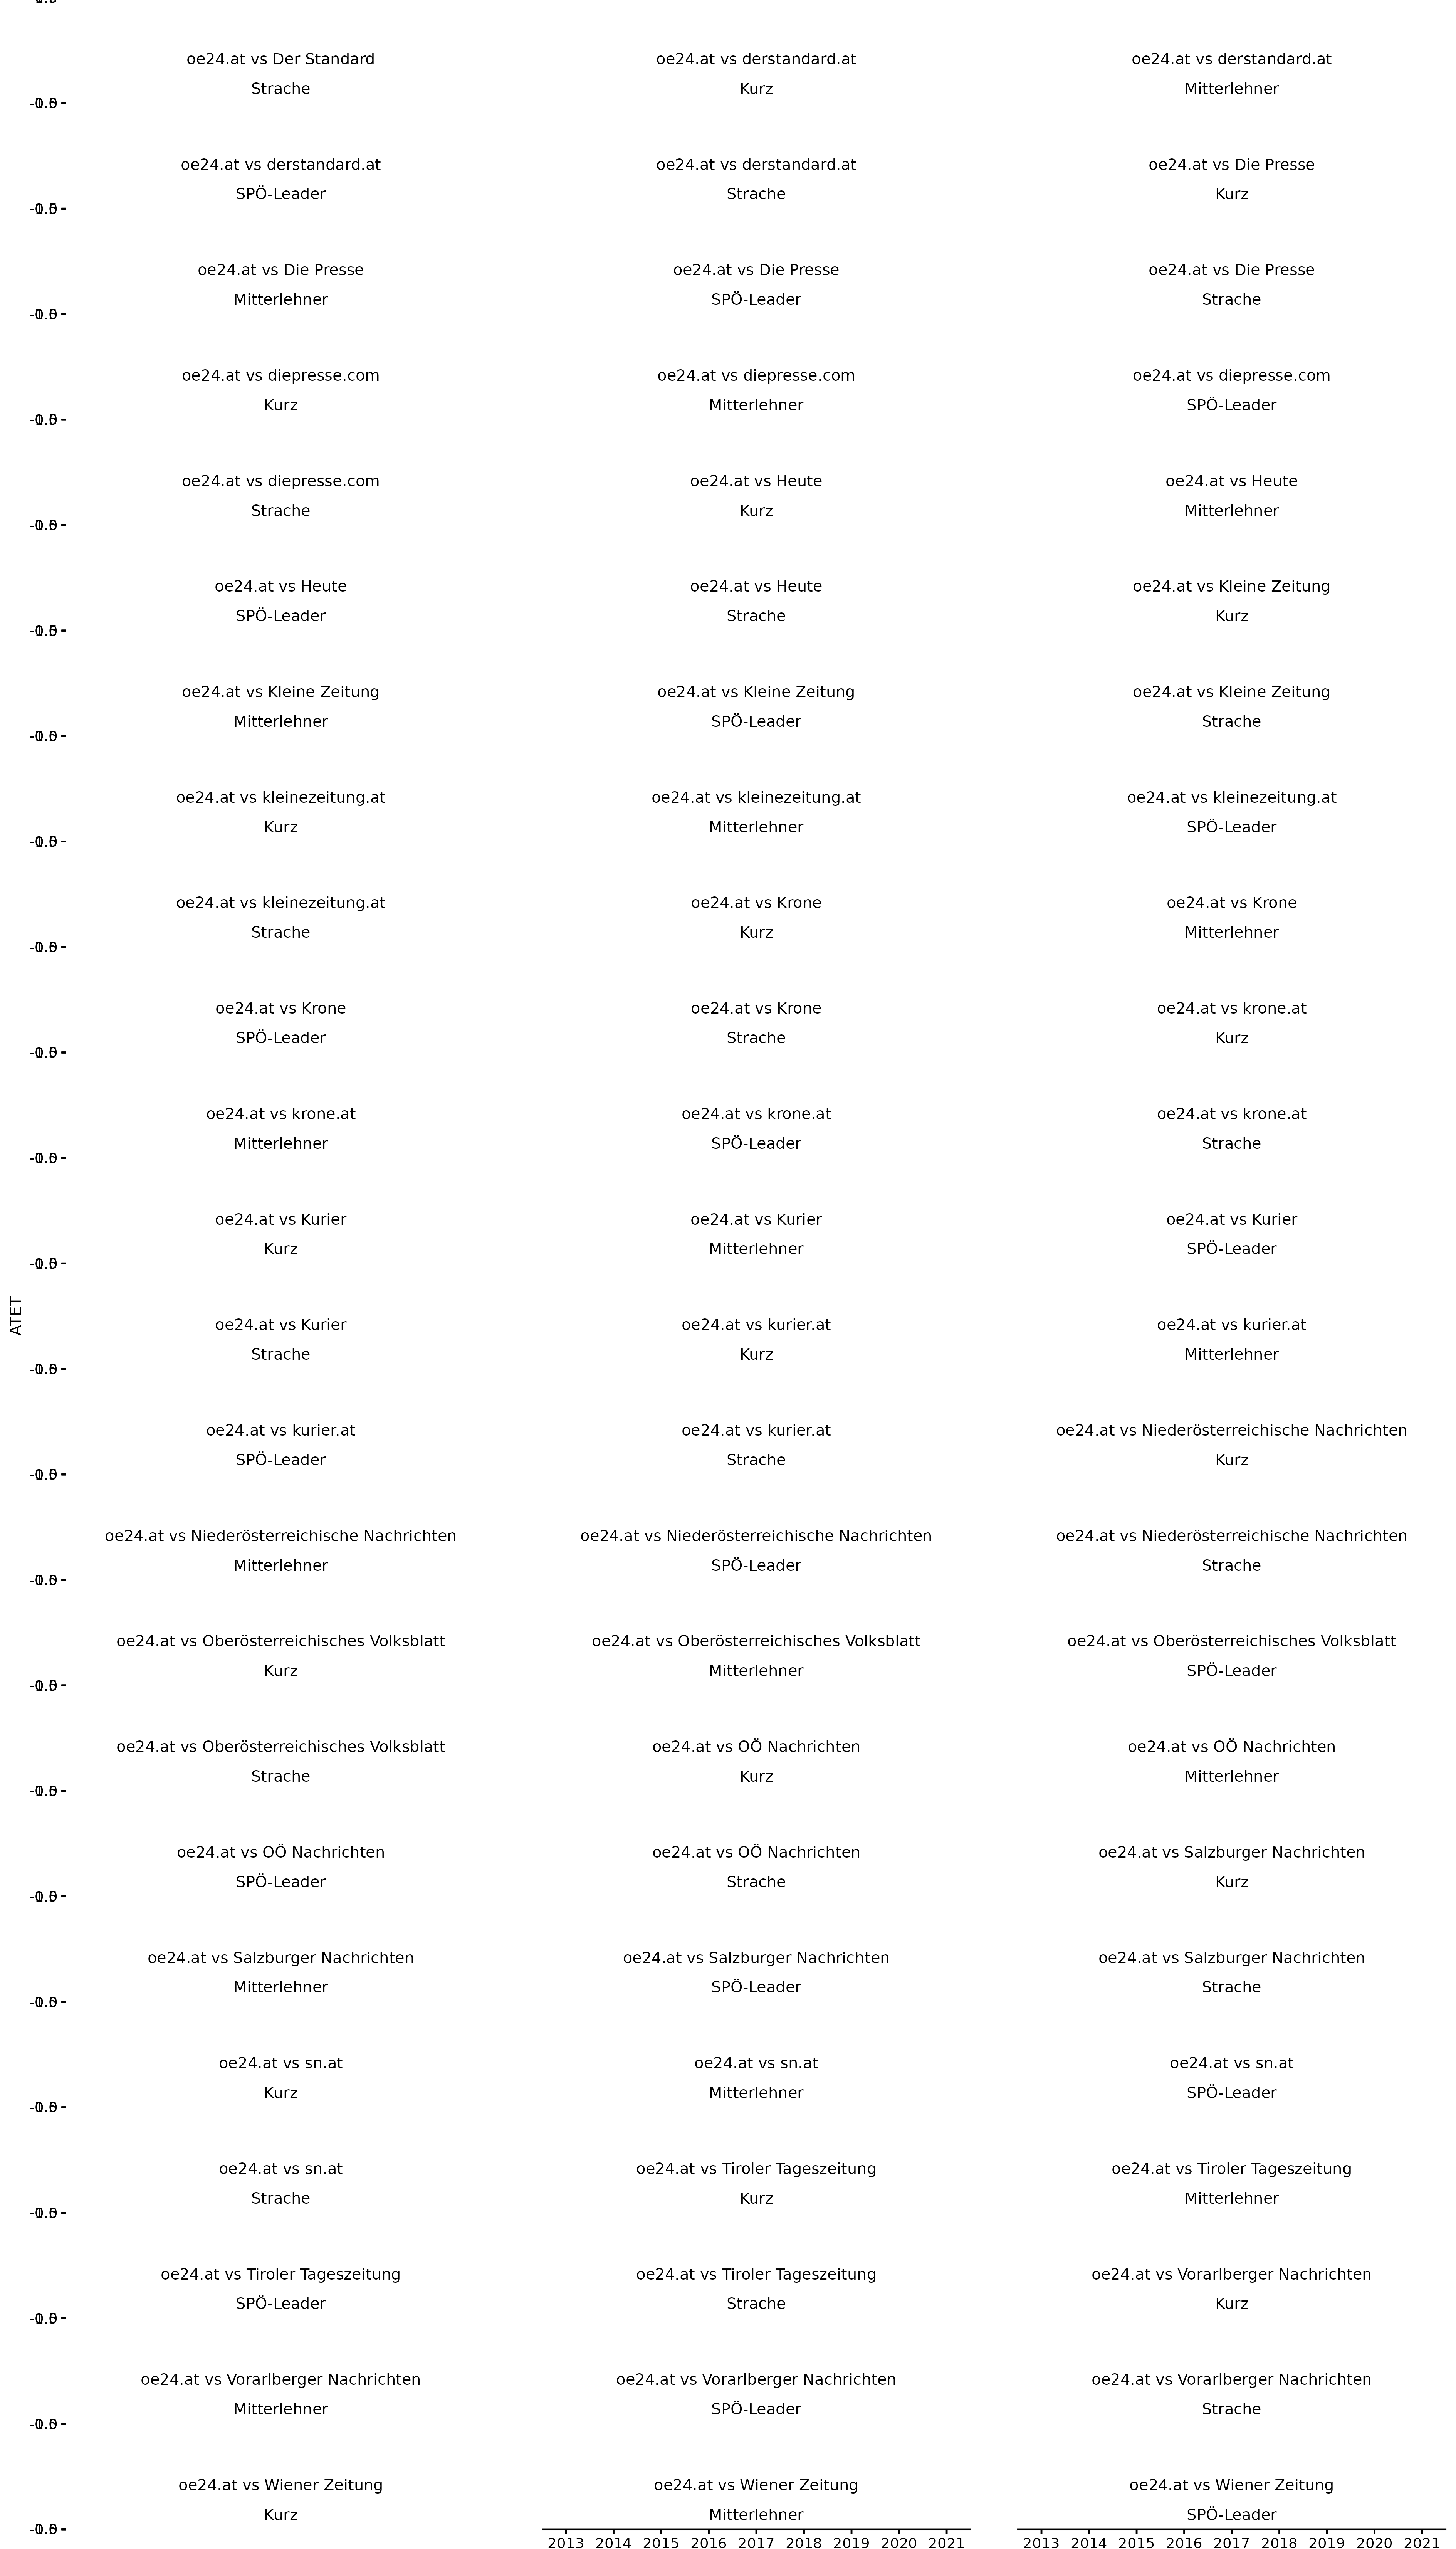 oe24.at vs Der Standard oe24.at vs derstandard.at oe24.at vs derstandard.at
Strache Kurz Mitterlehner
oe24.at vs derstandard.at oe24.at vs derstandard.at oe24.at vs Die Presse
SPÖ-Leader Strache Kurz
oe24.at vs Die Presse oe24.at vs Die Presse oe24.at vs Die Presse
Mitterlehner SPÖ-Leader Strache
oe24.at vs diepresse.com oe24.at vs diepresse.com oe24.at vs diepresse.com
Kurz Mitterlehner SPÖ-Leader
oe24.at vs diepresse.com oe24.at vs Heute oe24.at vs Heute
Strache Kurz Mitterlehner
oe24.at vs Heute oe24.at vs Heute oe24.at vs Kleine Zeitung
SPÖ-Leader Strache Kurz
oe24.at vs Kleine Zeitung oe24.at vs Kleine Zeitung oe24.at vs Kleine Zeitung
Mitterlehner SPÖ-Leader Strache
oe24.at vs kleinezeitung.at oe24.at vs kleinezeitung.at oe24.at vs kleinezeitung.at
Kurz Mitterlehner SPÖ-Leader
oe24.at vs kleinezeitung.at oe24.at vs Krone oe24.at vs Krone
Strache Kurz Mitterlehner
oe24.at vs Krone oe24.at vs Krone oe24.at vs krone.at
SPÖ-Leader Strache Kurz
oe24.at vs krone.at oe24.at vs krone.at oe24.at vs krone.at
Mitterlehner SPÖ-Leader Strache
oe24.at vs Kurier oe24.at vs Kurier oe24.at vs Kurier
Kurz Mitterlehner SPÖ-Leader
ATET
oe24.at vs Kurier oe24.at vs kurier.at oe24.at vs kurier.at
Strache Kurz Mitterlehner
oe24.at vs kurier.at oe24.at vs kurier.at oe24.at vs Niederösterreichische Nachrichten
SPÖ-Leader Strache Kurz
oe24.at vs Niederösterreichische Nachrichten oe24.at vs Niederösterreichische Nachrichten oe24.at vs Niederösterreichische Nachrichten
Mitterlehner SPÖ-Leader Strache
oe24.at vs Oberösterreichisches Volksblatt oe24.at vs Oberösterreichisches Volksblatt oe24.at vs Oberösterreichisches Volksblatt
Kurz Mitterlehner SPÖ-Leader
oe24.at vs Oberösterreichisches Volksblatt oe24.at vs OÖ Nachrichten oe24.at vs OÖ Nachrichten
Strache Kurz Mitterlehner
oe24.at vs OÖ Nachrichten oe24.at vs OÖ Nachrichten oe24.at vs Salzburger Nachrichten
SPÖ-Leader Strache Kurz
oe24.at vs Salzburger Nachrichten oe24.at vs Salzburger Nachrichten oe24.at vs Salzburger Nachrichten
Mitterlehner SPÖ-Leader Strache
oe24.at vs sn.at oe24.at vs sn.at oe24.at vs sn.at
Kurz Mitterlehner SPÖ-Leader
oe24.at vs sn.at oe24.at vs Tiroler Tageszeitung oe24.at vs Tiroler Tageszeitung
Strache Kurz Mitterlehner
oe24.at vs Tiroler Tageszeitung oe24.at vs Tiroler Tageszeitung oe24.at vs Vorarlberger Nachrichten
SPÖ-Leader Strache Kurz
oe24.at vs Vorarlberger Nachrichten oe24.at vs Vorarlberger Nachrichten oe24.at vs Vorarlberger Nachrichten
Mitterlehner SPÖ-Leader Strache
oe24.at vs Wiener Zeitung oe24.at vs Wiener Zeitung oe24.at vs Wiener Zeitung
Kurz Mitterlehner SPÖ-Leader
2013 2014 2015 2016 2017 2018 2019 2020 2021 2013 2014 2015 2016 2017 2018 2019 2020 2021